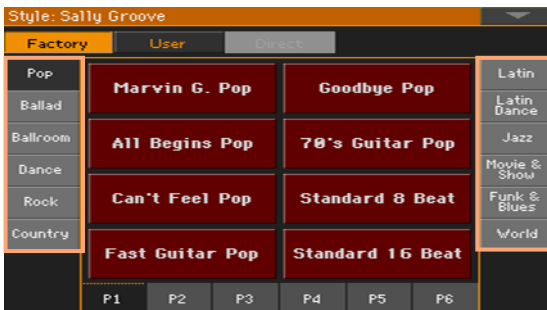 Style: Sally Groove
Factory User Direct
Pop
Ballad
Ballroom
Dance
Rock
Country
Marvin G. Pop
Goodbye Pop
All Begins Pop
70's Guitar Pop
Can't Feel Pop
Standard 8 Beat
Fast Guitar Pop
Standard 16 Beat
Latin
Latin
Dance
Jazz
Movie &
Show
Funk &
Blues
World
P1 P2 P3 P4 P5 P6